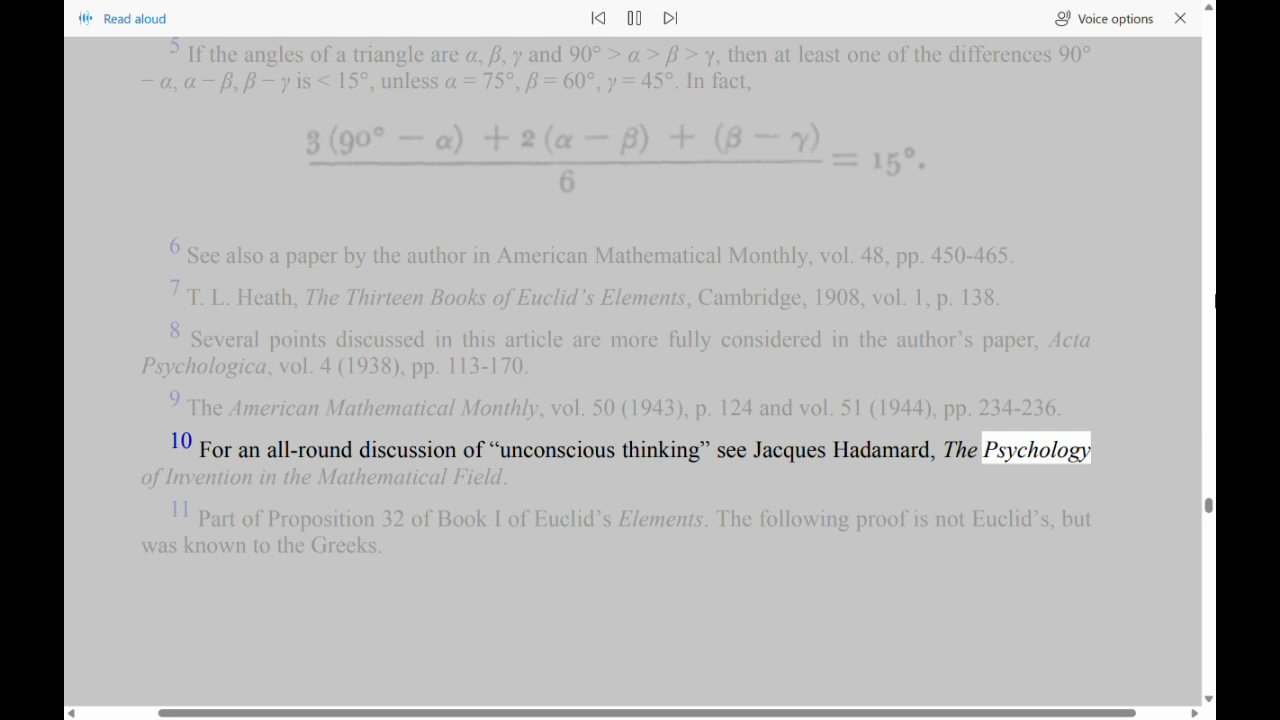 Read aloud
Voice options
5 If the angles of a triangle are α, β, γ and 90° > α > β > γ, then at least one of the differences 90°
− α, α − β, β − γ is < 15°, unless α = 75°, β = 60°, γ = 45°. In fact,
3 (90° − α) + 2 (α − β) + (β − γ)
6
= 15°.
6 See also a paper by the author in American Mathematical Monthly, vol. 48, pp. 450-465.
7 T. L. Heath, The Thirteen Books of Euclid’s Elements, Cambridge, 1908, vol. 1, p. 138.
8 Several points discussed in this article are more fully considered in the author’s paper, Acta
Psychologica, vol. 4 (1938), pp. 113-170.
9 The American Mathematical Monthly, vol. 50 (1943), p. 124 and vol. 51 (1944), pp. 234-236.
10 For an all-round discussion of “unconscious thinking” see Jacques Hadamard, The Psychology
of Invention in the Mathematical Field.
11 Part of Proposition 32 of Book I of Euclid’s Elements. The following proof is not Euclid’s, but
was known to the Greeks.